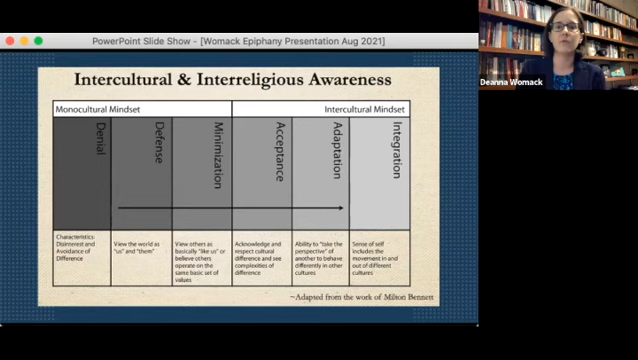 PowerPoint Slide Show - [Womack Epiphany Presentation Aug 2021]
Deanna Womack
Intercultural & Interreligious Awareness
Monocultural Mindset
Intercultural Mindset
Denial
Defense
Minimization
Acceptance
Adaptation
Integration
Characteristics:
Disinterest and
Avoidance of
Difference
View the world as
"us" and "them"
View others as
basically "like us" or
believe others
operate on the
same basic set of
values
Acknowledge and
respect cultural
difference and see
complexities of
difference
Ability to "take the
perspective" of
another to behave
differently in other
cultures
Sense of self
includes the
movement in and
out of different
cultures
~Adapted from the work of Milton Bennett